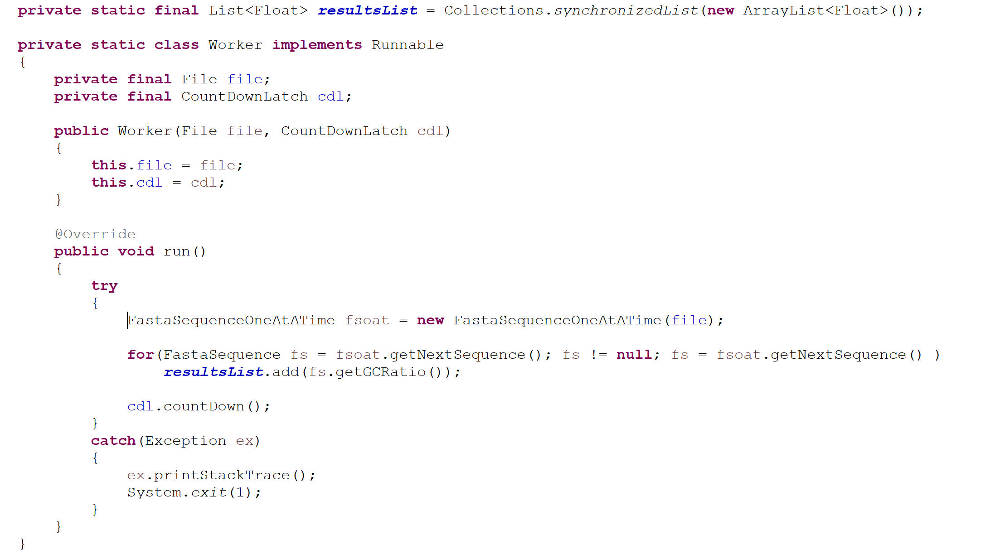 private static final List<Float> resultsList = Collections.synchronizedList(new ArrayList<Float>());
private static class Worker implements Runnable
{
private final File file;
private final CountDownLatch cdl;
public Worker(File file, CountDownLatch cdl)
{
this.file = file;
this.cdl = cdl;
}
@Override
public void run()
{
try
{
FastaSequenceOneAtATime fsoat = new FastaSequenceOneAtATime(file);
for(FastaSequence fs = fsoat.getNextSequence(); fs != null; fs = fsoat.getNextSequence() )
resultsList.add(fs.getGCRatio());
cdl.countDown();
}
catch(Exception ex)
{
ex.printStackTrace();
System.exit(1);
}
}
}